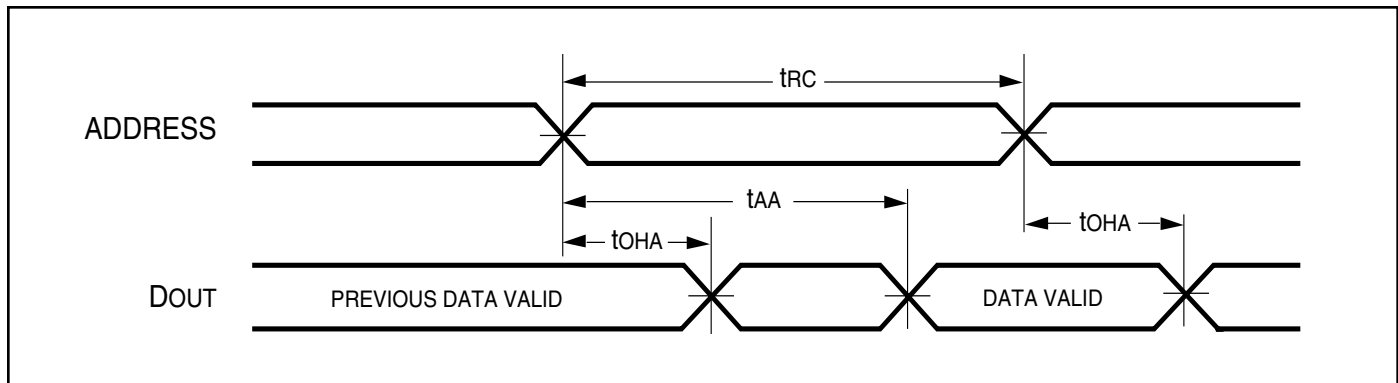 tRC
ADDRESS
tAA
tOHA
tOHA
DOUT
PREVIOUS DATA VALID
DATA VALID